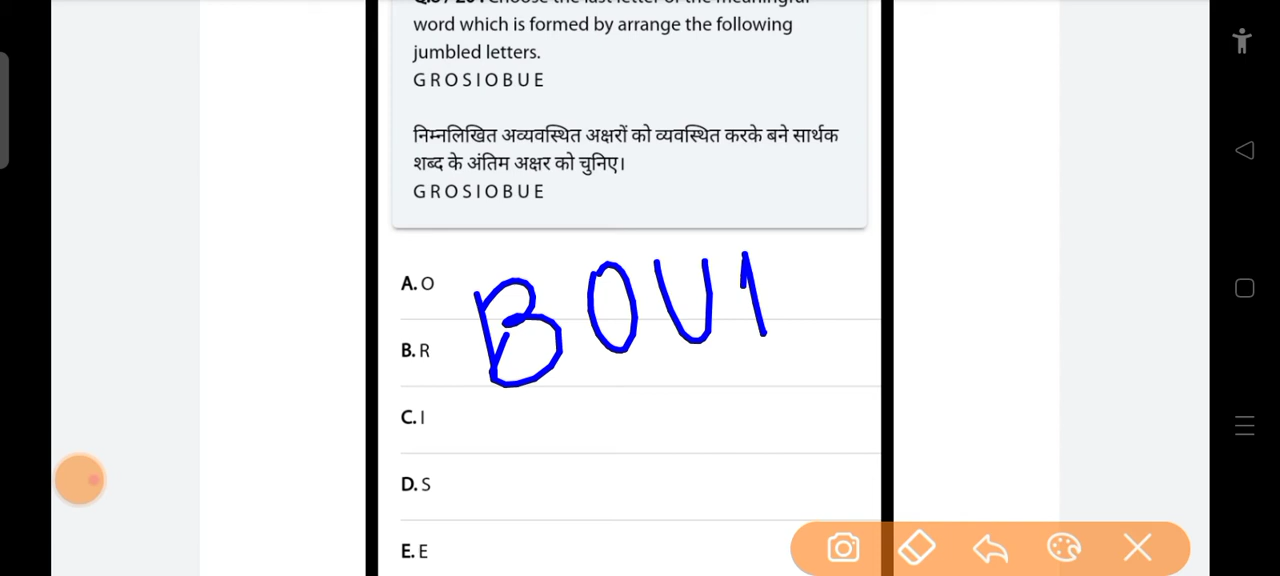 word which is formed by arrange the following
jumbled letters.
G R O S I O B U E
निम्नलिखित अव्यवस्थित अक्षरों को व्यवस्थित करके बने सार्थक
शब्द के अंतिम अक्षर को चुनिए।
G R O S I O B U E
A. O
BOU
B. R
C. I
D. S
E. E